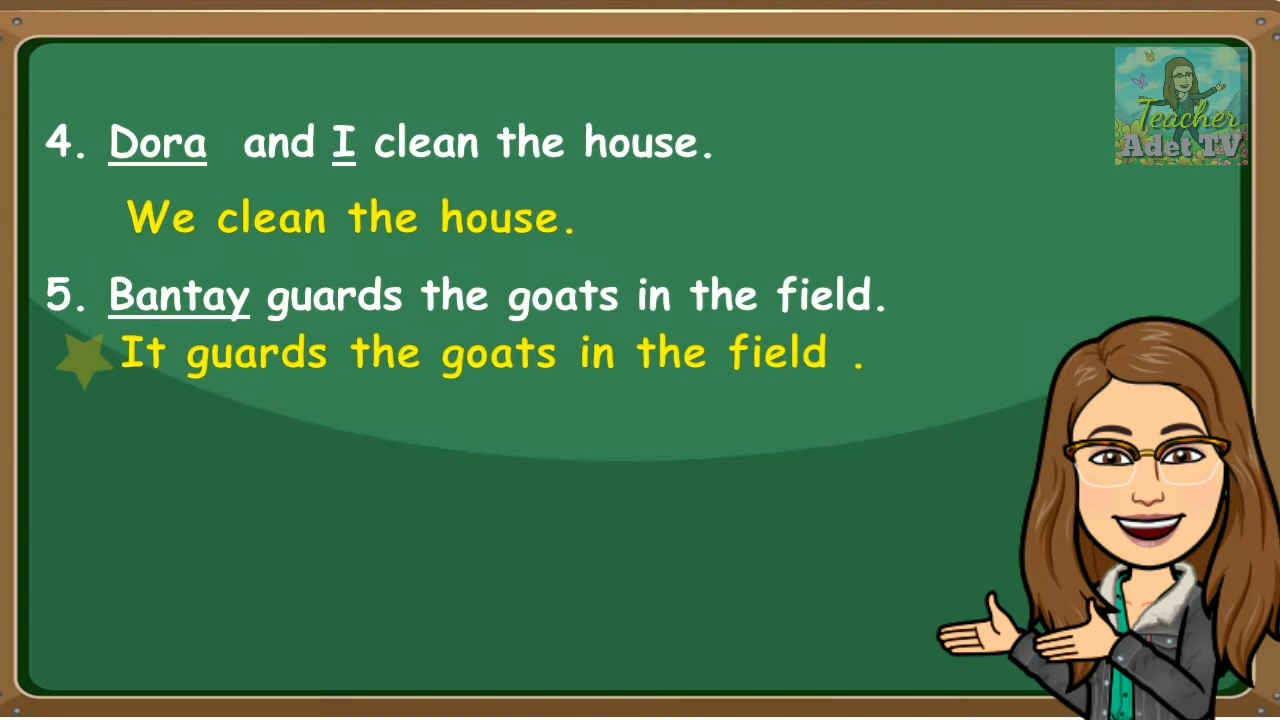 Teacher
Adet TV
4. Dora and I clean the house.
We clean the house.
5. Bantay guards the goats in the field.
It guards the goats in the field .